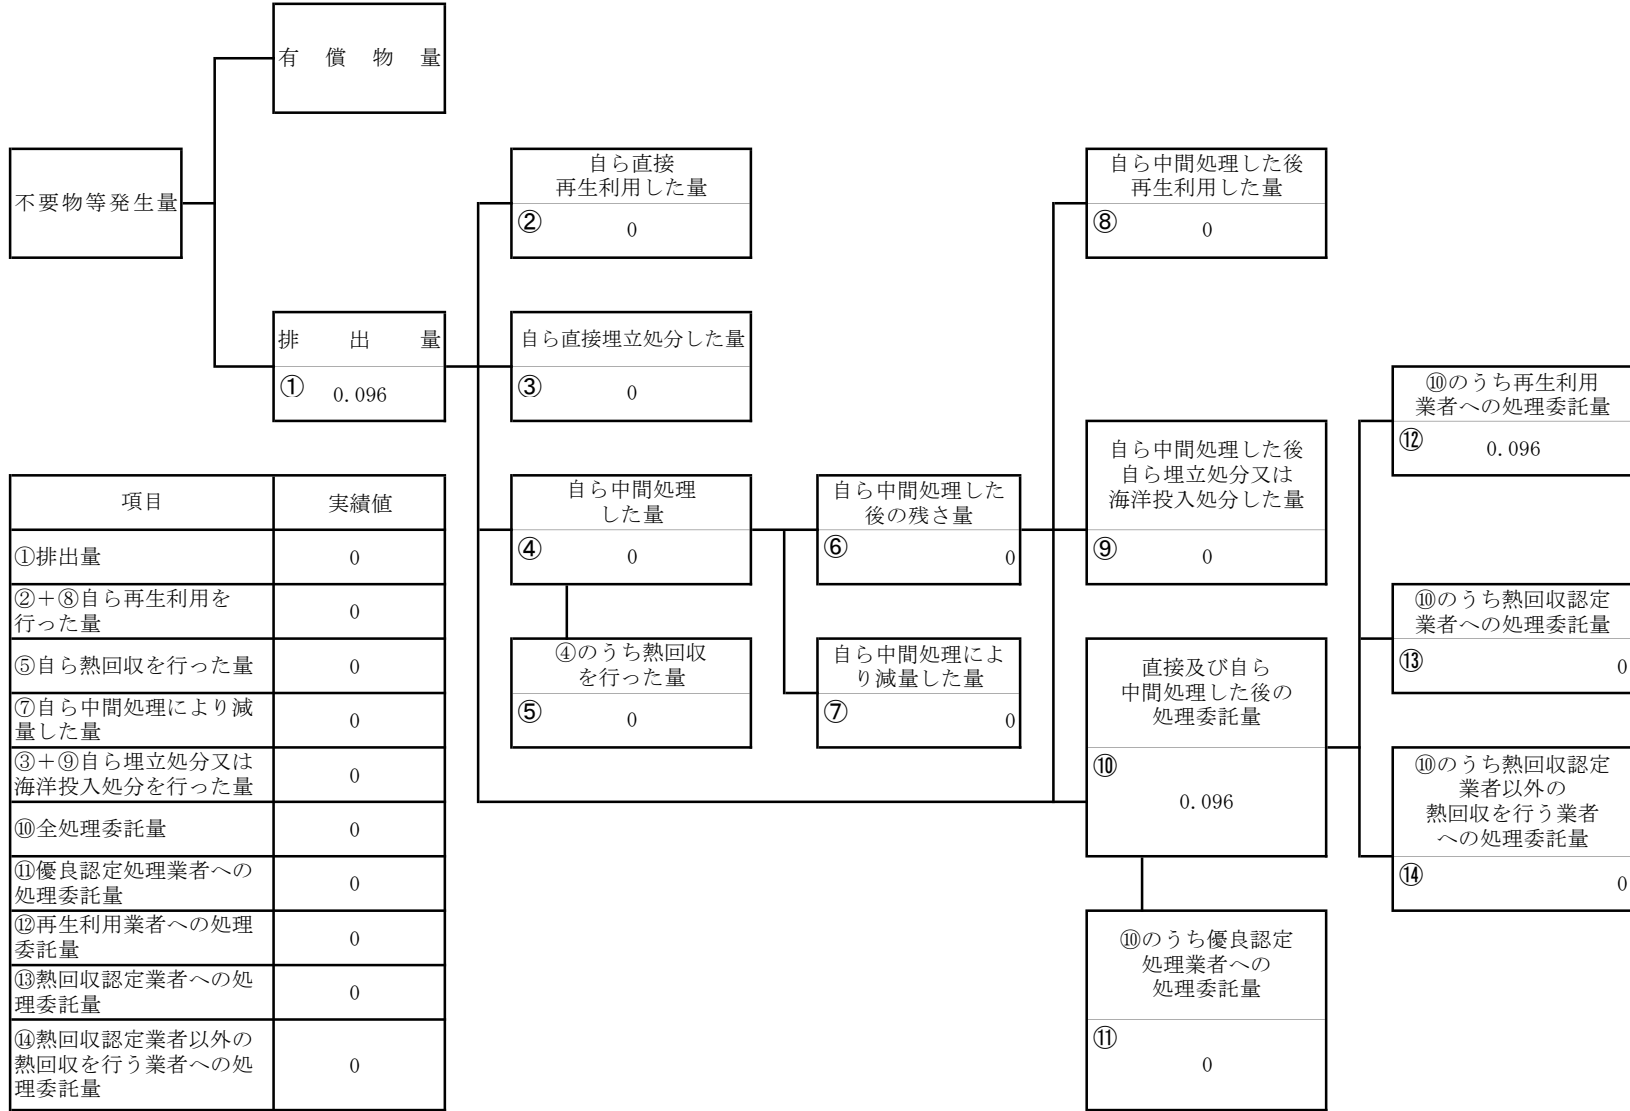 有償物量
不要物等発生量
排出量
①
0.096
自ら直接
再生利用した量
②
0
自ら直接埋立処分した量
③
0
自ら中間処理
した量
④
0
④のうち熱回収
を行った量
⑤
0
自ら中間処理した
後の残さ量
⑥
0
自ら中間処理によ
り減量した量
⑦
0
自ら中間処理した後
再生利用した量
⑧
0
自ら中間処理した後
自ら埋立処分又は
海洋投入処分した量
⑨
0
直接及び自ら
中間処理した後の
処理委託量
⑩
0.096
⑩のうち優良認定
処理業者への
処理委託量
⑪
0
⑩のうち再生利用
業者への処理委託量
⑫
0.096
⑩のうち熱回収認定
業者への処理委託量
⑬
0
⑩のうち熱回収認定
業者以外の
熱回収を行う業者
への処理委託量
⑭
0
項目 実績値
①排出量 0
②＋⑧自ら再生利用を
行った量 0
⑤自ら熱回収を行った量 0
⑦自ら中間処理により減
量した量 0
③＋⑨自ら埋立処分又は
海洋投入処分を行った量 0
⑩全処理委託量 0
⑪優良認定処理業者への
処理委託量 0
⑫再生利用業者への処理
委託量 0
⑬熱回収認定業者への処
理委託量 0
⑭熱回収認定業者以外の
熱回収を行う業者への処
理委託量 0